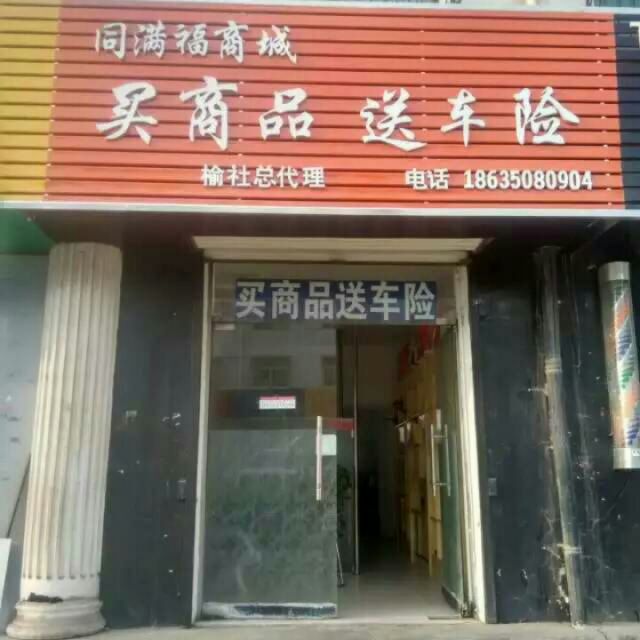 同满福商城
买商品 送车险
榆社总代理 电话 18635080904
买商品送车险